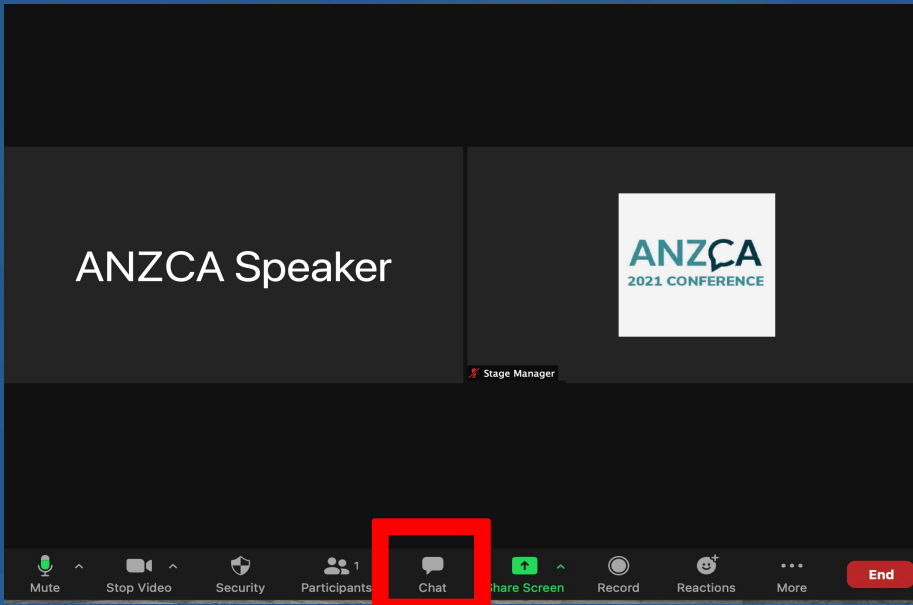 ANZCA Speaker
ANZCA
2021 CONFERENCE
Stage Manager
1
Mute Stop Video Security Participants Chat Share Screen Record Reactions More End